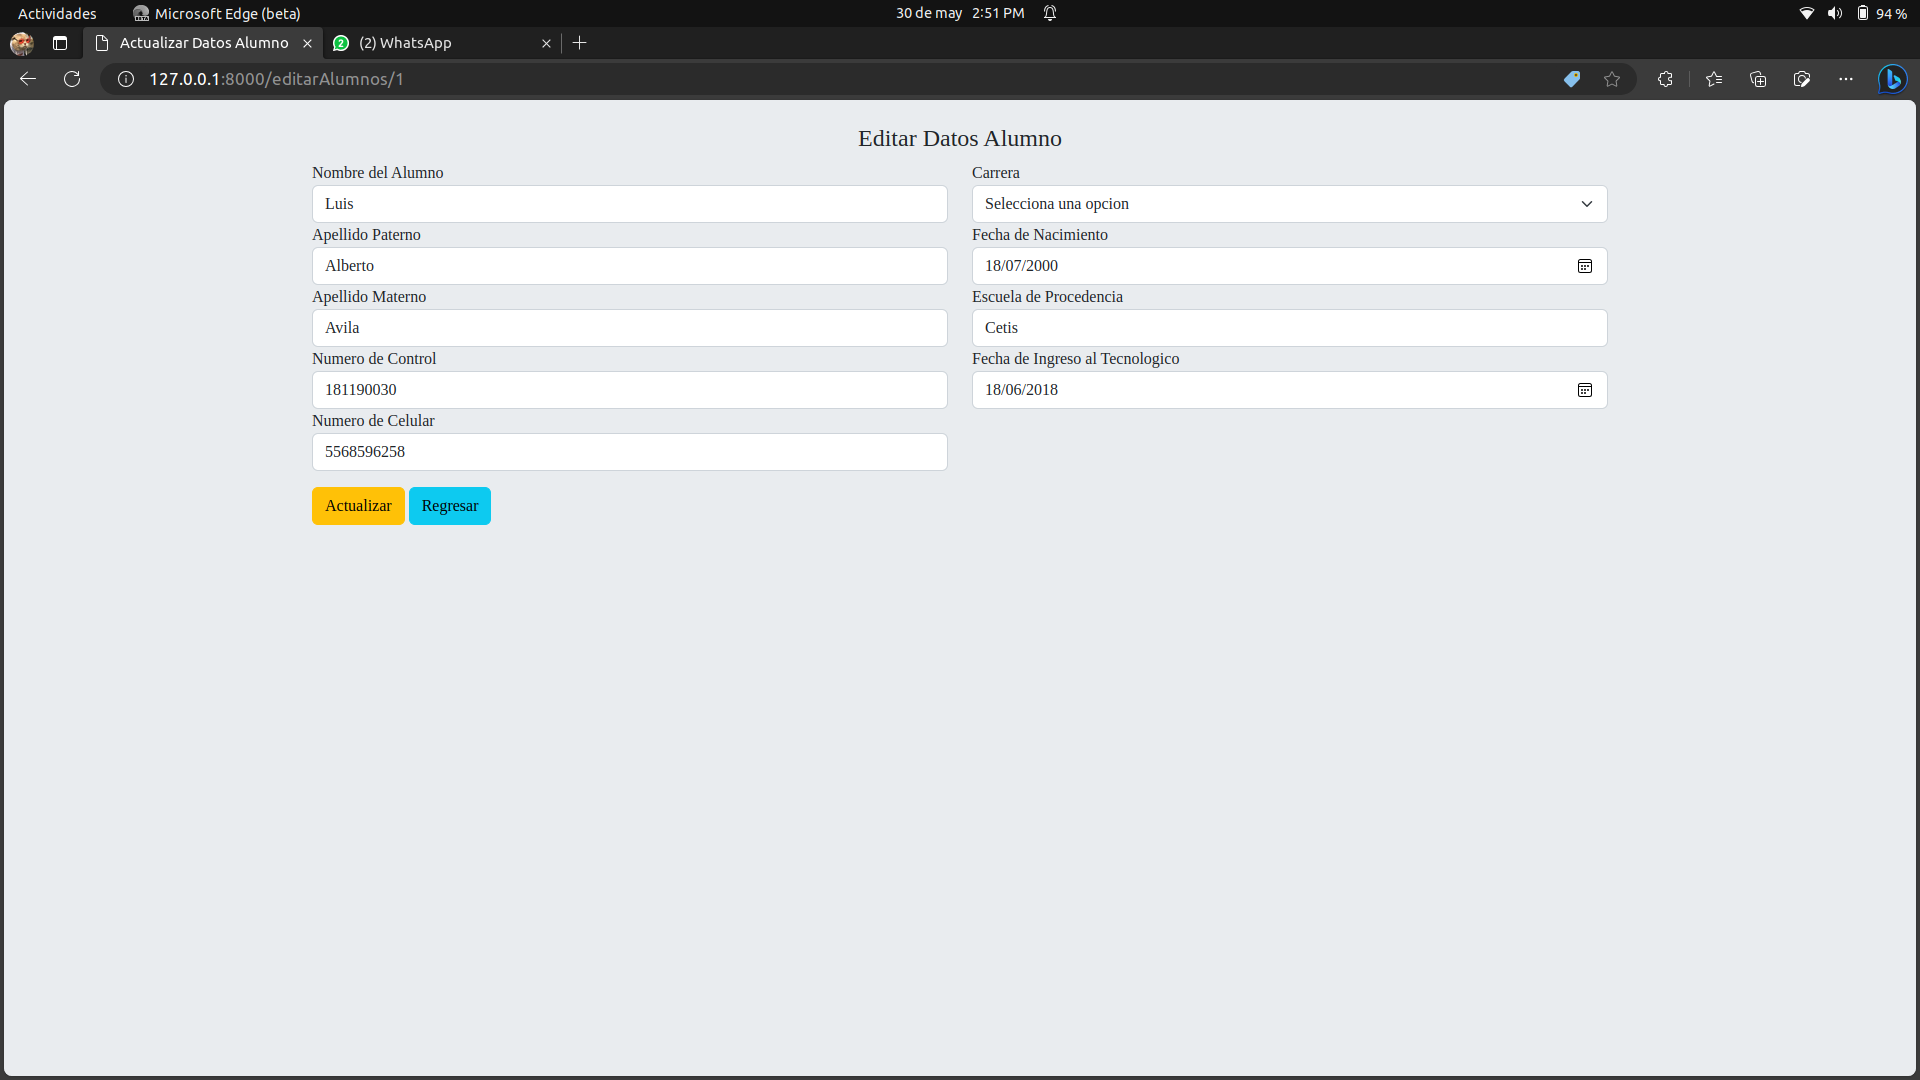 Actividades Microsoft Edge (beta) 30 de may 2:51 PM 94 %
Actualizar Datos Alumno 2 (2) WhatsApp
127.0.0.1:8000/editarAlumnos/1
Editar Datos Alumno
Nombre del Alumno
Luis
Apellido Paterno
Alberto
Apellido Materno
Avila
Numero de Control
181190030
Numero de Celular
5568596258
Carrera
Selecciona una opcion
Fecha de Nacimiento
18/07/2000
Escuela de Procedencia
Cetis
Fecha de Ingreso al Tecnologico
18/06/2018
Actualizar Regresar